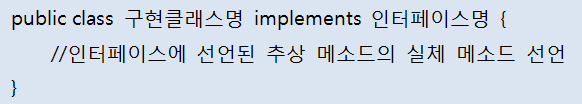 public class 구현클래스명 implements 인터페이스명 {
//인터페이스에 선언된 추상 메소드의 실체 메소드 선언
}